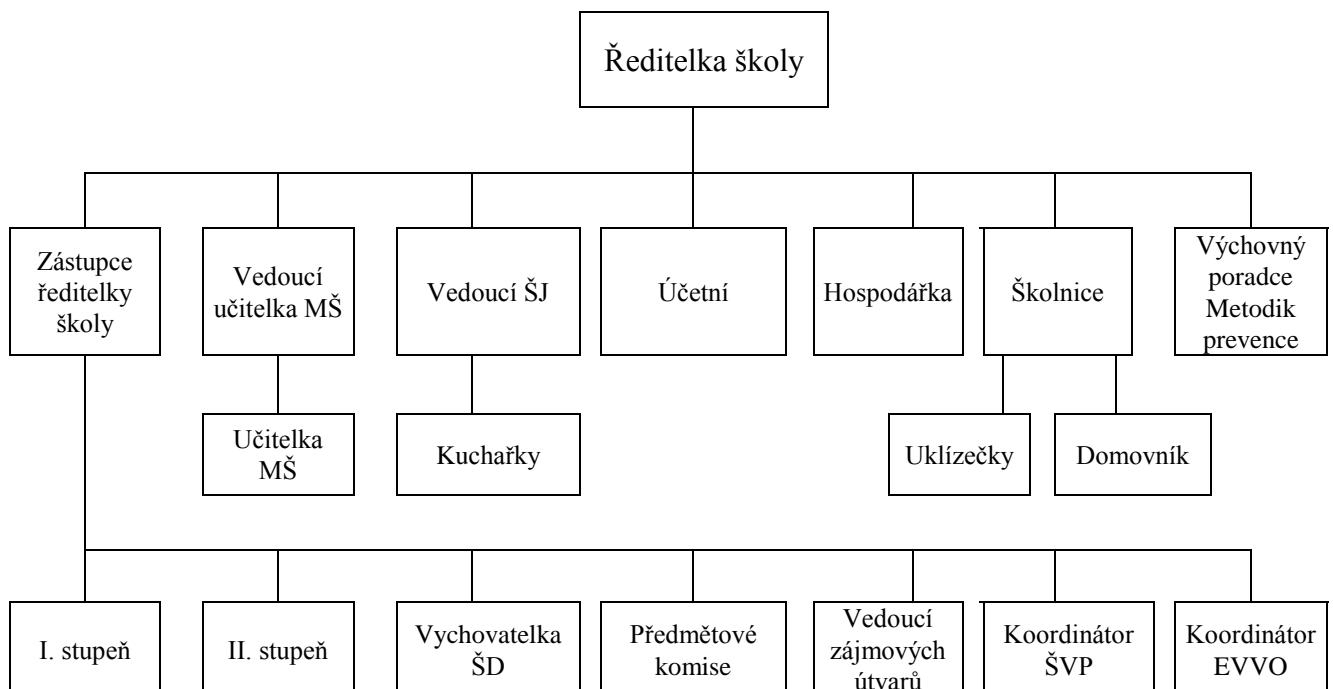 Ředitelka školy
Zástupce
ředitelky
školy
Vedoucí
učitelka MŠ
Vedoucí ŠJ
Účetní
Hospodářka
Školnice
Výchovný
poradce
Metodik
prevence
Učitelka
MŠ
Kuchařky
Uklízečky
Domovník
I. stupeň
II. stupeň
Vychovatelka
ŠD
Předmětové
komise
Vedoucí
zájmových
útvarů
Koordinátor
ŠVP
Koordinátor
EVVO